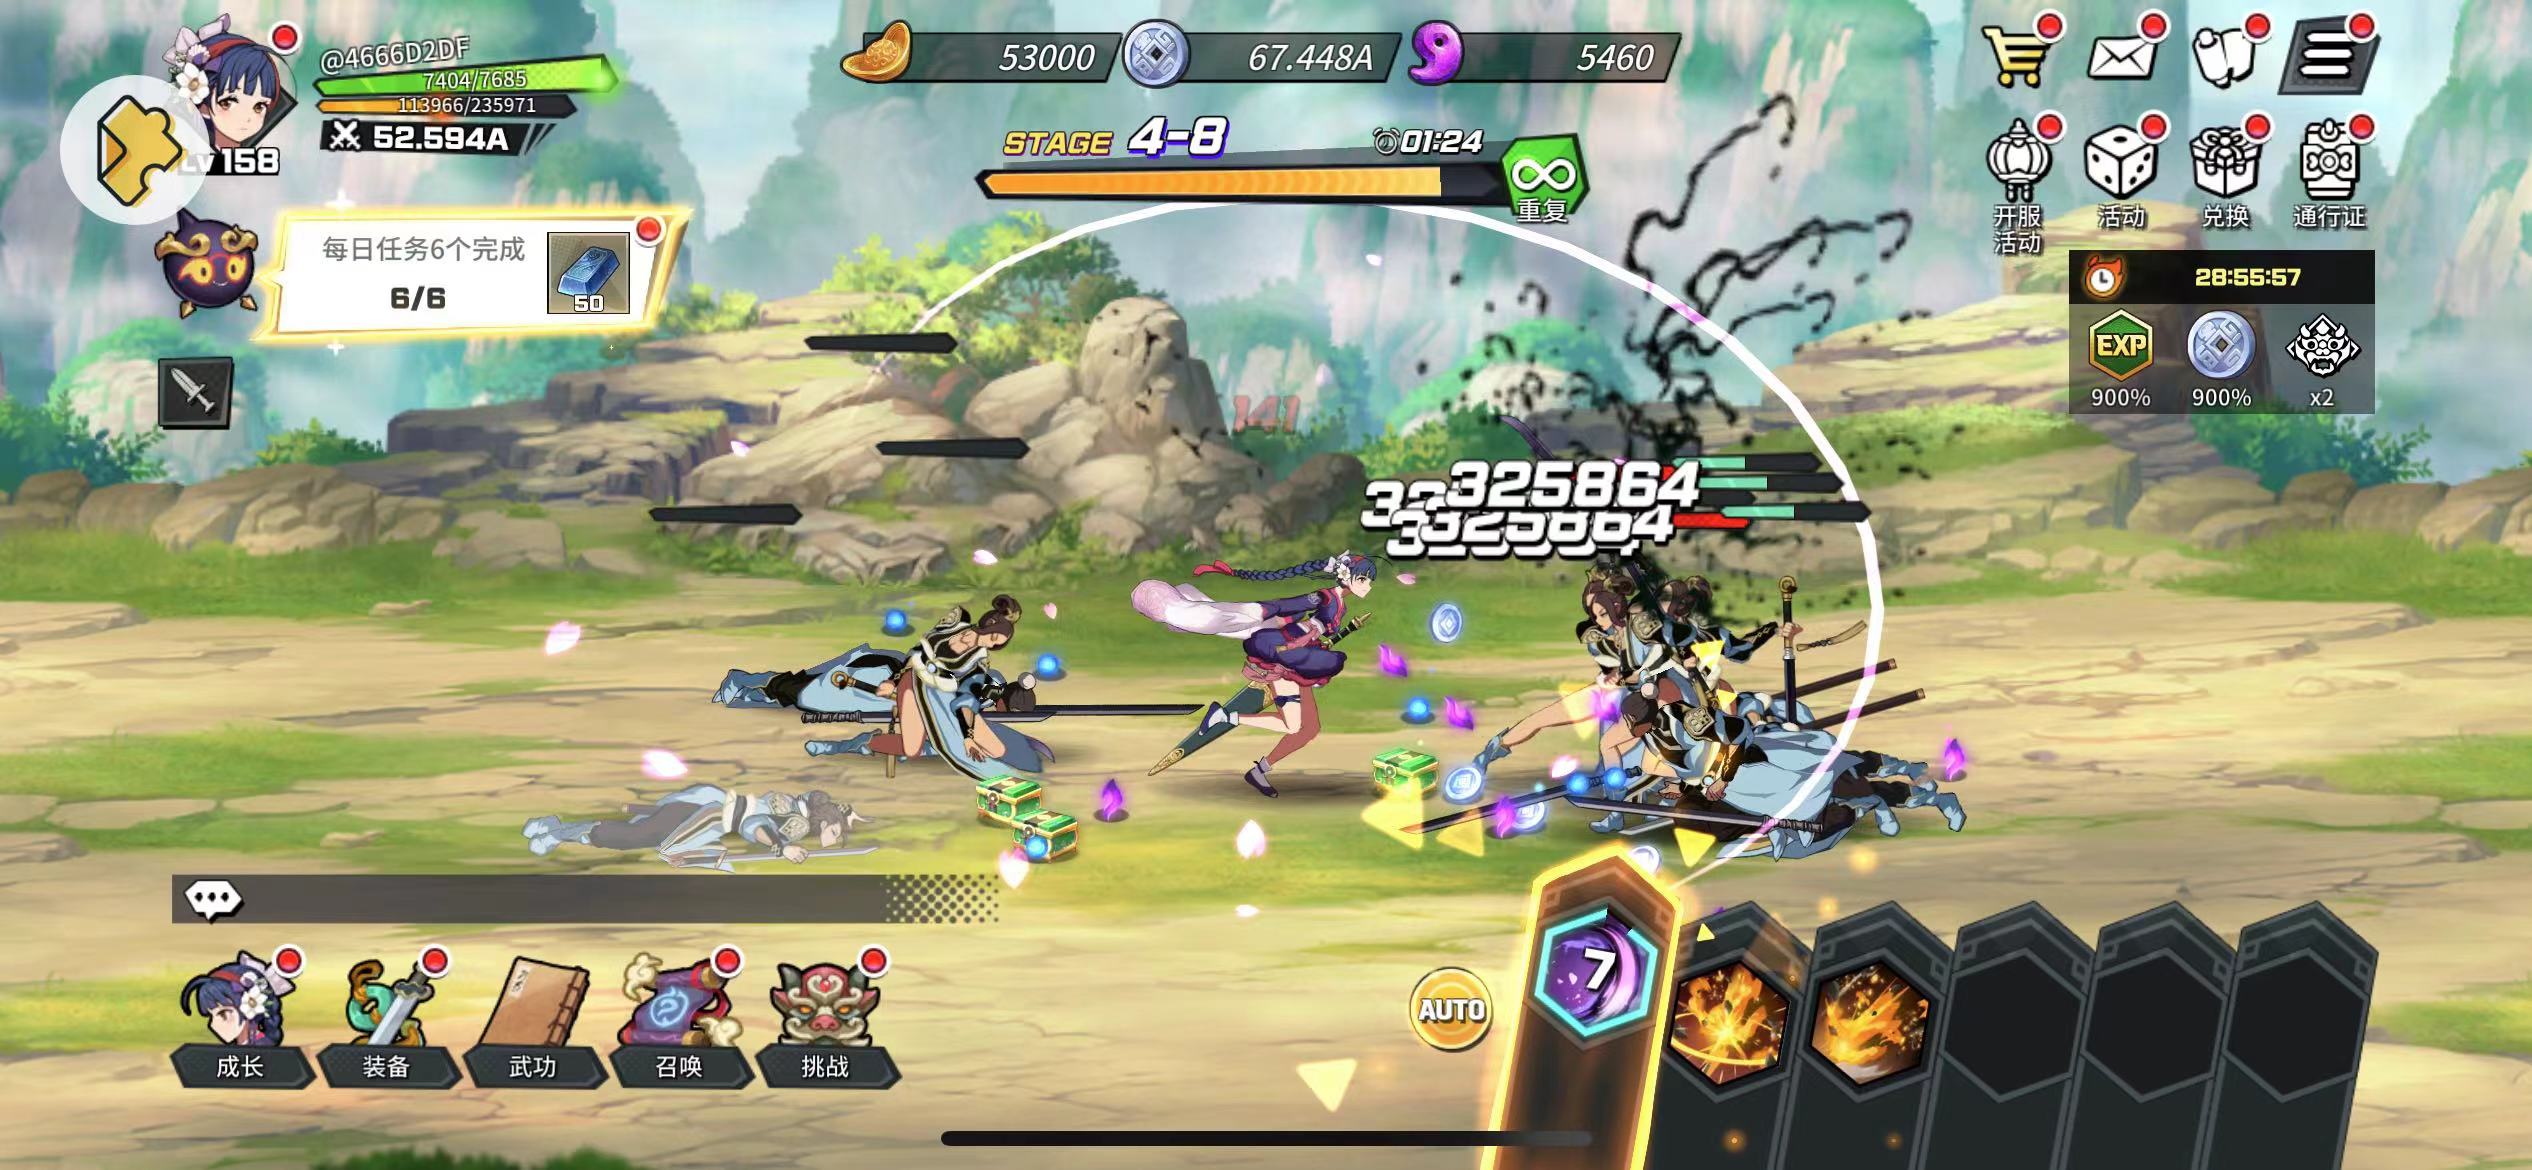 @4666D2DF
7404/7685
113966/235971
52.594A
Lv 158
53000
67.448A
5460
STAGE 4-8
01:24
重复
每日任务6个完成
6/6
50
开服
活动
活动
兑换
通行证
28:55:57
EXP
900%
900%
x2
141
325864
325864
AUTO
7
成长
装备
武功
召唤
挑战